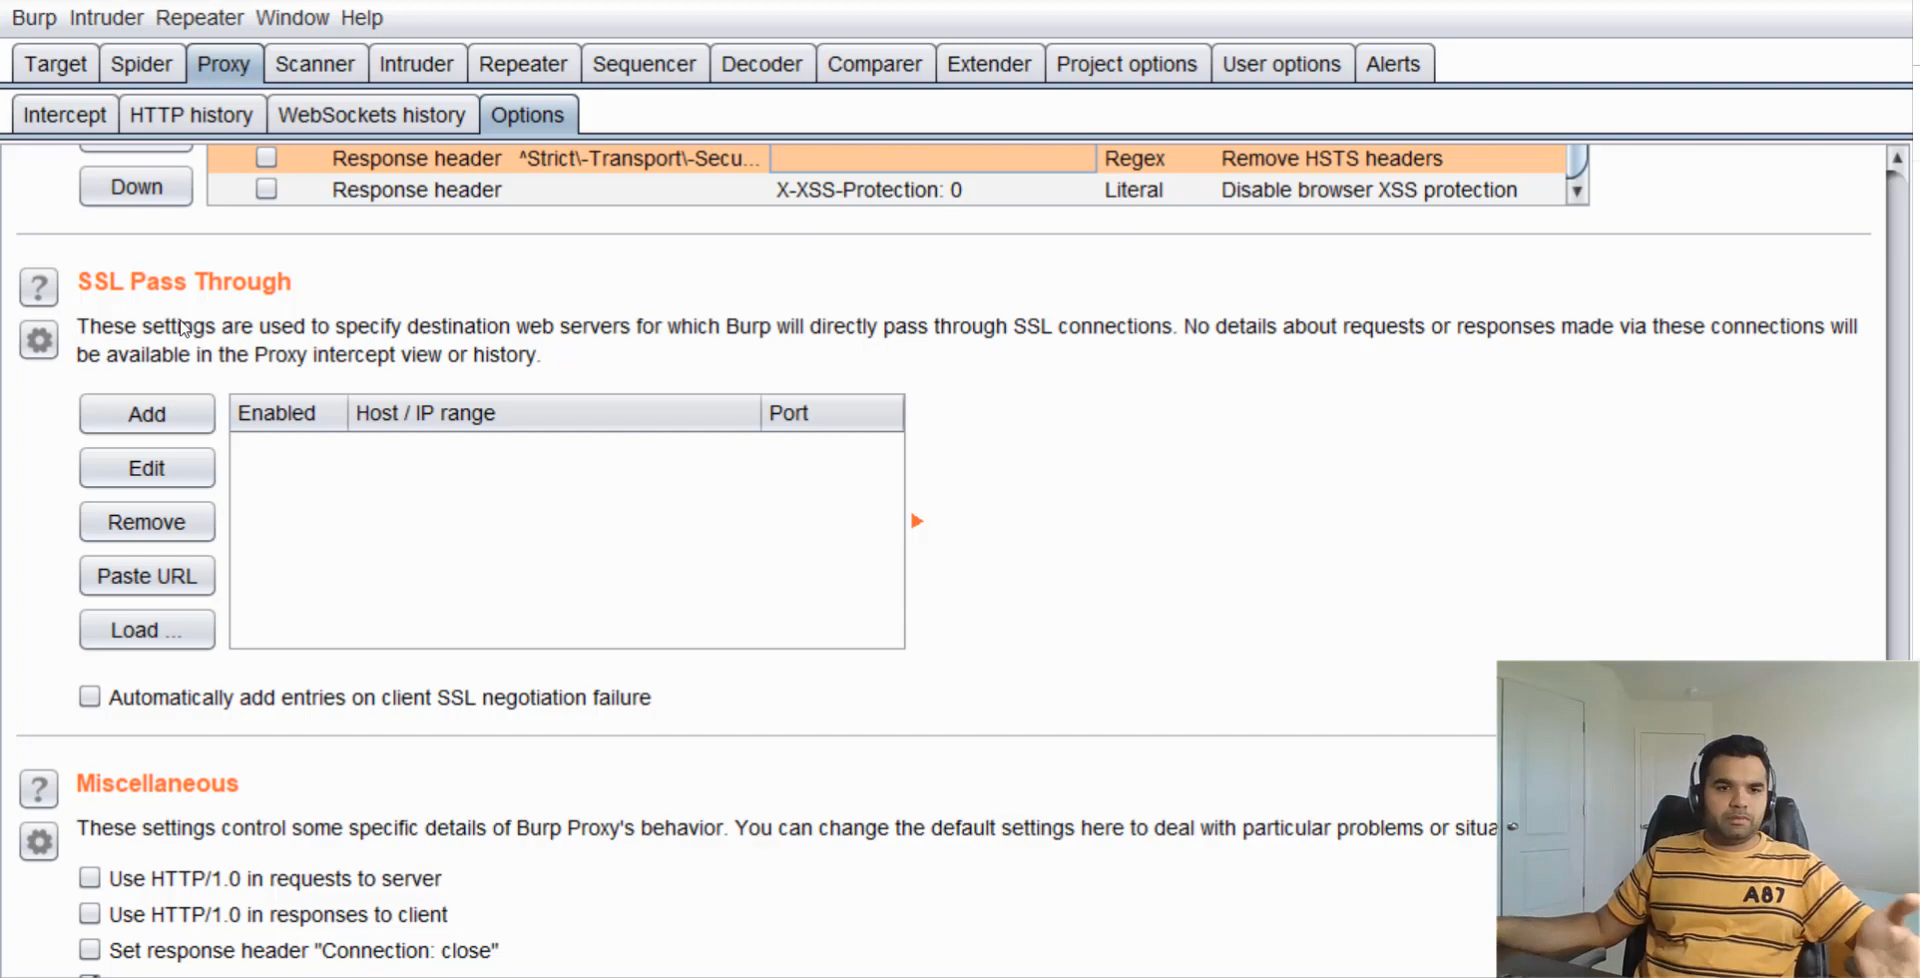 Burp Intruder Repeater Window Help
Target Spider Proxy Scanner Intruder Repeater Sequencer Decoder Comparer Extender Project options User options Alerts
Intercept HTTP history WebSockets history Options
Response header ^Strict\-Transport\-Secu... Regex Remove HSTS headers
Down Response header X-XSS-Protection: 0 Literal Disable browser XSS protection
? SSL Pass Through
These settings are used to specify destination web servers for which Burp will directly pass through SSL connections. No details about requests or responses made via these connections will
be available in the Proxy intercept view or history.
Add Enabled Host / IP range Port
Edit
Remove
Paste URL
Load ...
Automatically add entries on client SSL negotiation failure
? Miscellaneous
These settings control some specific details of Burp Proxy's behavior. You can change the default settings here to deal with particular problems or situa
Use HTTP/1.0 in requests to server
Use HTTP/1.0 in responses to client
Set response header "Connection: close"
A87